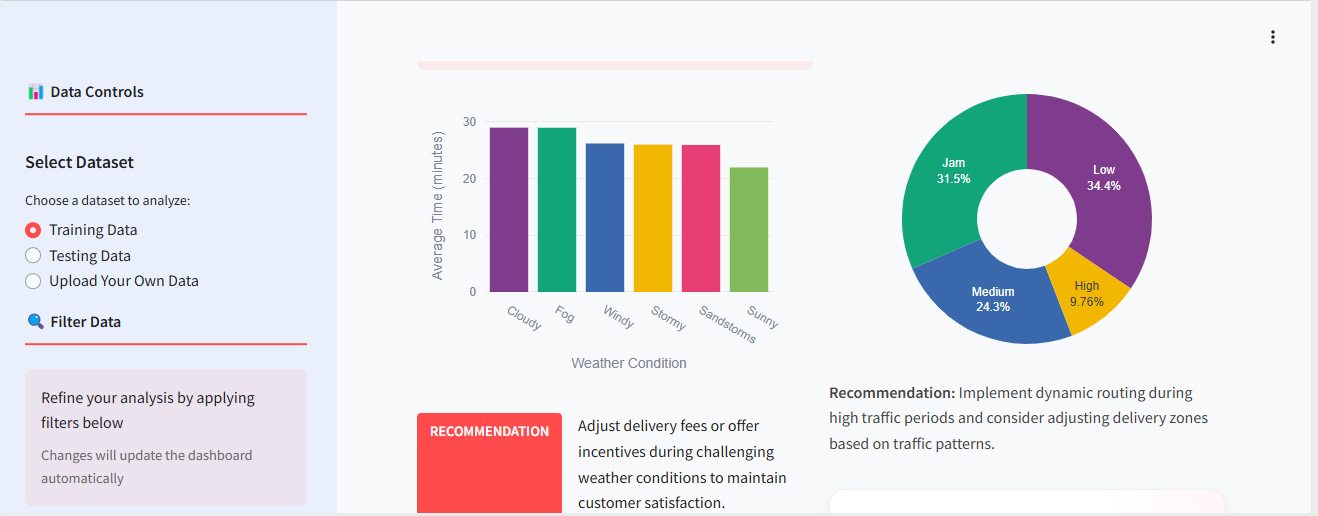 Data Controls
Select Dataset
Choose a dataset to analyze:
Training Data
Testing Data
Upload Your Own Data
Filter Data
Refine your analysis by applying
filters below
Changes will update the dashboard
automatically
Average Time (minutes)
30
20
10
0
Cloudy
Fog
Windy
Stormy
Sandstorms
Sunny
Weather Condition
RECOMMENDATION
Adjust delivery fees or offer
incentives during challenging
weather conditions to maintain
customer satisfaction.
Jam
31.5%
Low
34.4%
Medium
24.3%
High
9.76%
Recommendation: Implement dynamic routing during
high traffic periods and consider adjusting delivery zones
based on traffic patterns.